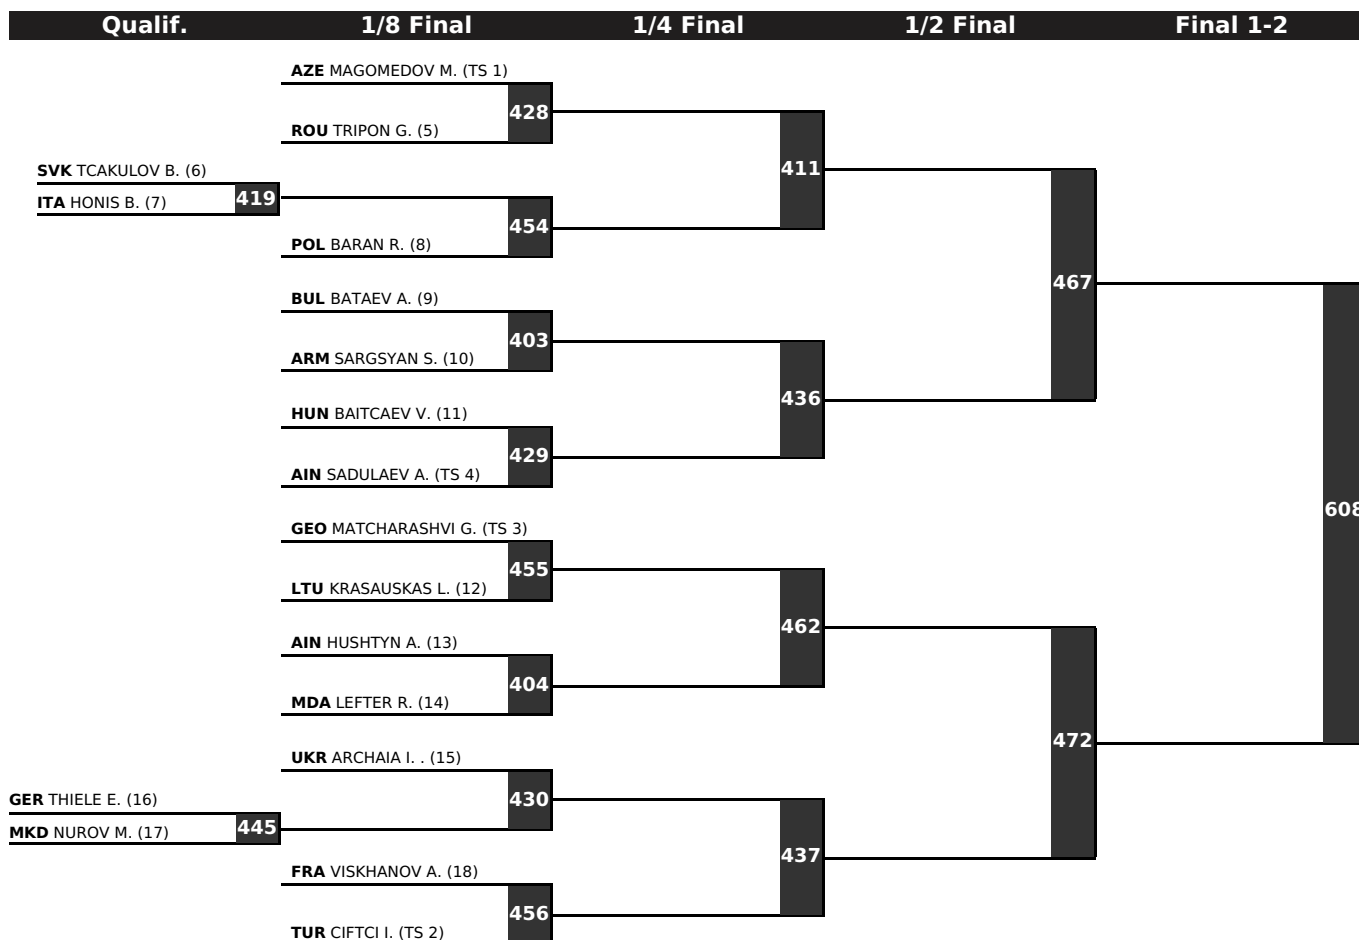 Qualif. 1/8 Final 1/4 Final 1/2 Final Final 1-2
AZE MAGOMEDOV M. (TS 1)
428
ROU TRIPON G. (5)
411
SVK TCAKULOV B. (6)
419
ITA HONIS B. (7)
454
POL BARAN R. (8)
467
BUL BATAEV A. (9)
403
ARM SARGSYAN S. (10)
436
HUN BAITCAEV V. (11)
429
AIN SADULAEV A. (TS 4)
608
GEO MATCHARASHVI G. (TS 3)
455
LTU KRASAUSKAS L. (12)
462
AIN HUSHTYN A. (13)
404
MDA LEFTER R. (14)
472
UKR ARCHAIA I. . (15)
430
GER THIELE E. (16)
445
MKD NUROV M. (17)
437
FRA VISKHANOV A. (18)
456
TUR CIFTCI I. (TS 2)